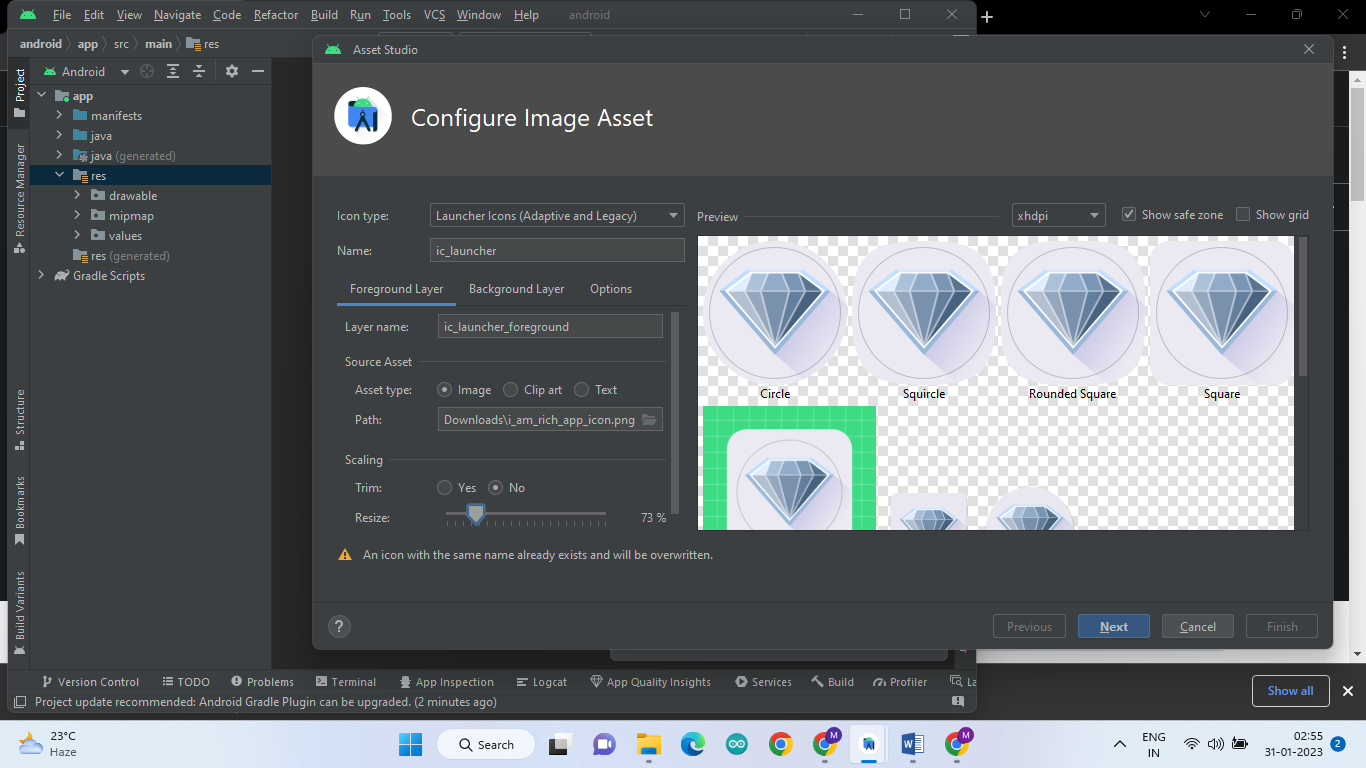 File Edit View Navigate Code Refactor Build Run Tools VCS Window Help android
android app src main res
Asset Studio
Project
Android
Configure Image Asset
app
manifests
java
java (generated)
res
drawable
mipmap
values
res (generated)
Gradle Scripts
Resource Manager
Structure
Bookmarks
Build Variants
Icon type: Launcher Icons (Adaptive and Legacy)
Name: ic_launcher
Foreground Layer Background Layer Options
Layer name: ic_launcher_foreground
Source Asset
Asset type: Image Clip art Text
Path: Downloads\i_am_rich_app_icon.png
Scaling
Trim: Yes No
Resize: 73 %
Preview xhdpi Show safe zone Show grid
Circle Squircle Rounded Square Square
An icon with the same name already exists and will be overwritten.
? Previous Next Cancel Finish
Version Control TODO Problems Terminal App Inspection Logcat App Quality Insights Services Build Profiler La
Project update recommended: Android Gradle Plugin can be upgraded. (2 minutes ago)
Show all
23°C
Haze
Search
M
M
ENG
IN
02:55
31-01-2023
2